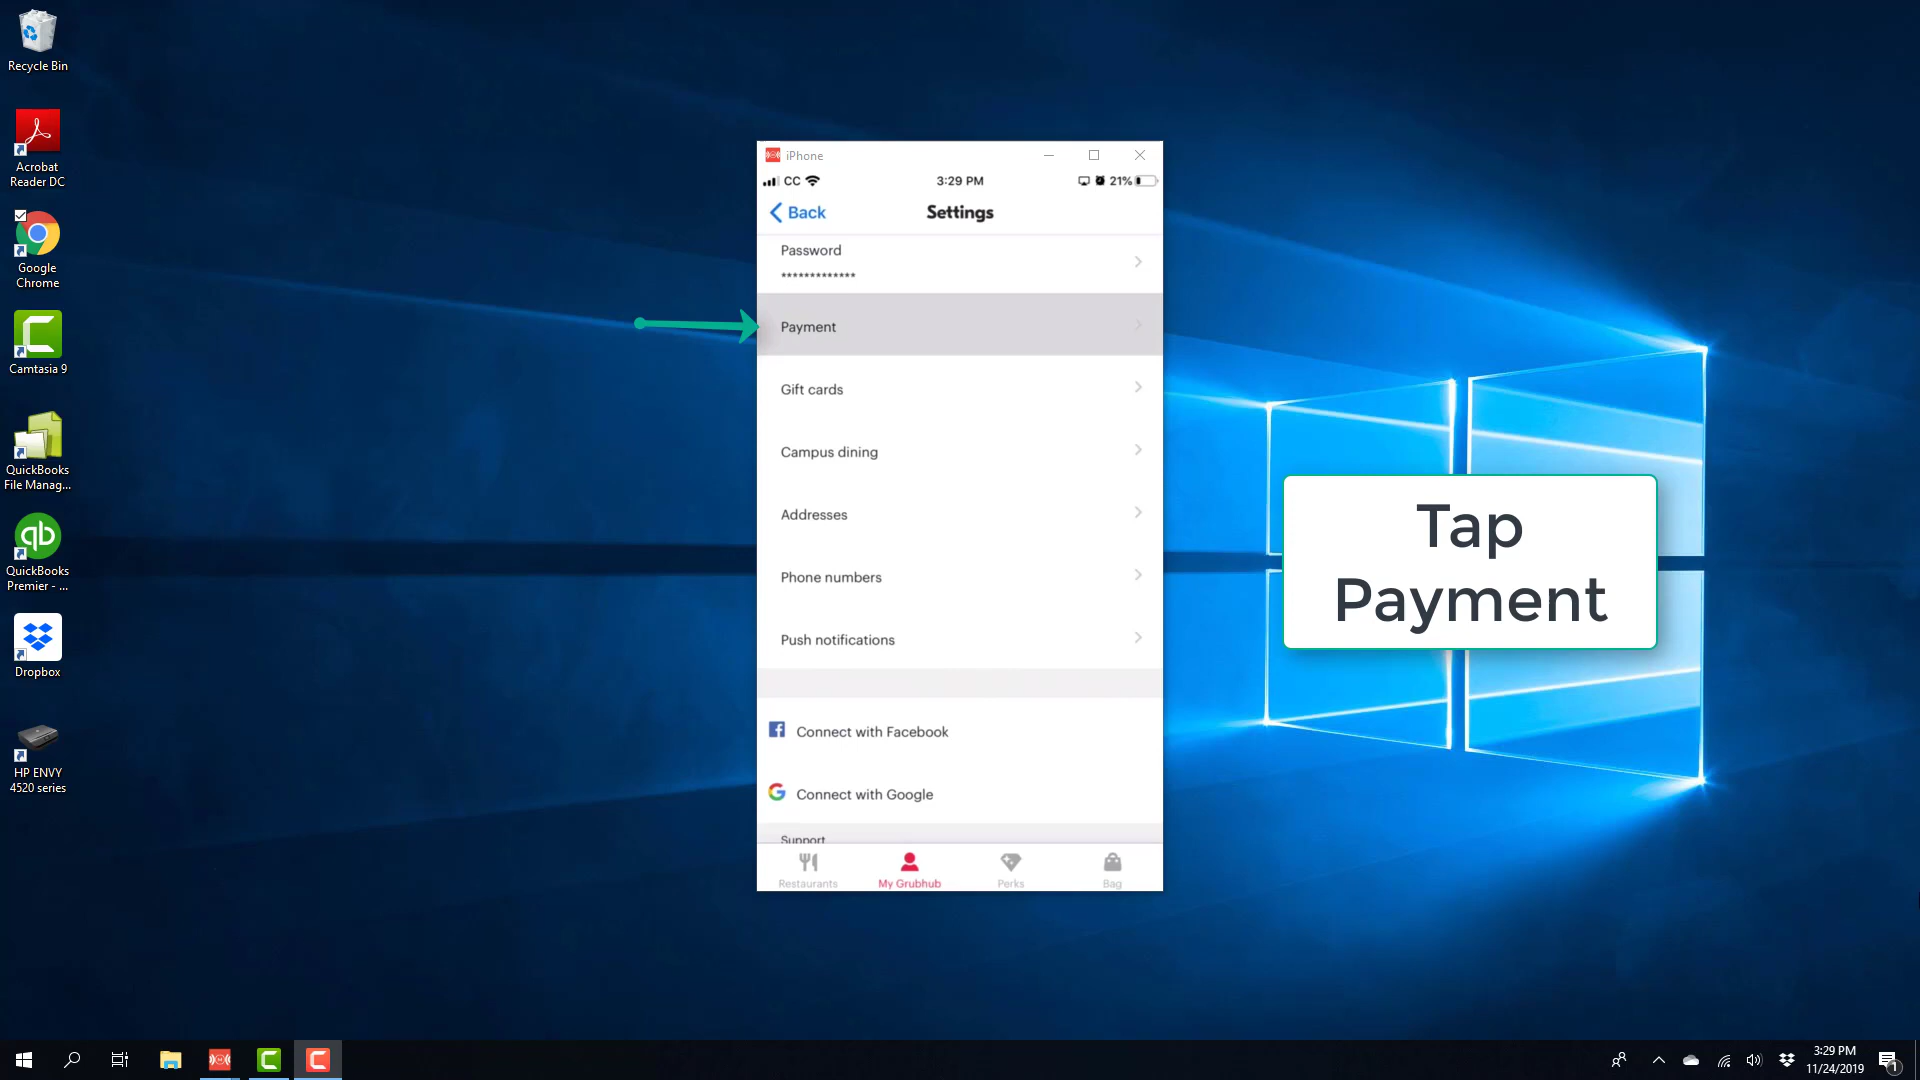 Recycle Bin
Acrobat
Reader DC
Google
Chrome
Camtasia 9
QuickBooks
File Manag...
QuickBooks
Premier - ...
Dropbox
HP ENVY
4520 series
iPhone
CC
3:29 PM
21%
Back
Settings
Password
*************
Payment
Gift cards
Campus dining
Addresses
Phone numbers
Push notifications
Connect with Facebook
Connect with Google
Support
Restaurants
My Grubhub
Perks
Bag
Tap
Payment
3:29 PM
11/24/2019
1